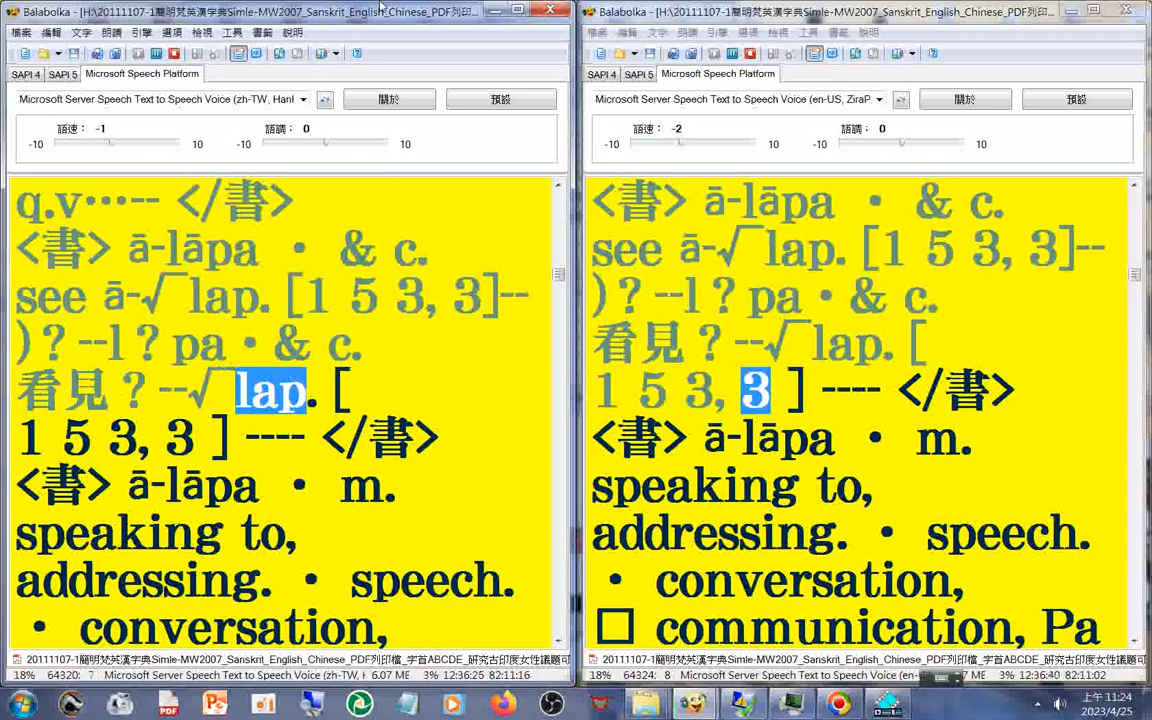 Balabolka - [H:\20111107-1簡明梵英漢字典Simle-MW2007_Sanskrit_English_Chinese_PDF列印...
檔案 編輯 文字 朗讀 引擎 選項 檢視 工具 書籤 說明
SAPI 4 SAPI 5 Microsoft Speech Platform
Microsoft Server Speech Text to Speech Voice (zh-TW, Hanl 關於 預設
語速： -1 語調： 0
-10 10 -10 10
q.v…-- </書>
<書> ā-lāpa • & c.
see ā-√ lap. [1 5 3, 3]--
)？--l？pa•& c.
看見？--√ lap. [
1 5 3, 3 ] ---- </書>
<書> ā-lāpa • m.
speaking to,
addressing. • speech.
• conversation,
20111107-1簡明梵英漢字典Simle-MW2007_Sanskrit_English_Chinese_PDF列印檔_字首ABCDE_研究古印度女性議題可
18% 64320: 7 Microsoft Server Speech Text to Speech Voice (zh-TW, H 6.07 ME 3% 12:36:25 82:11:16
Balabolka - [H:\20111107-1簡明梵英漢字典Simle-MW2007_Sanskrit_English_Chinese_PDF列印...
檔案 編輯 文字 朗讀 引擎 選項 檢視 工具 書籤 說明
SAPI 4 SAPI 5 Microsoft Speech Platform
Microsoft Server Speech Text to Speech Voice (en-US, ZiraP 關於 預設
語速： -2 語調： 0
-10 10 -10 10
<書> ā-lāpa • & c.
see ā-√ lap. [1 5 3, 3]--
)？--l？pa•& c.
看見？--√ lap. [
1 5 3, 3 ] ---- </書>
<書> ā-lāpa • m.
speaking to,
addressing. • speech.
• conversation,
□ communication, Pa
20111107-1簡明梵英漢字典Simle-MW2007_Sanskrit_English_Chinese_PDF列印檔_字首ABCDE_研究古印度女性議題可
18% 64324: 8 Microsoft Server Speech Text to Speech Voice (en-u 3% 12:36:25 82:11:02
上午 11:24
2023/4/25